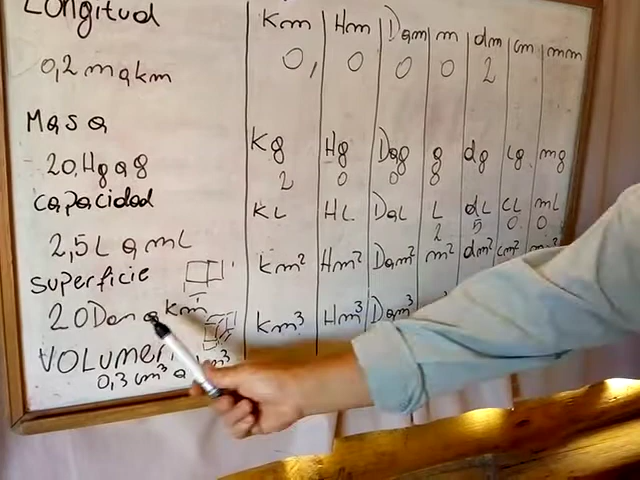 Longitud Km Hm Dam m dm cm mm
0,2 m a km 0, 0 0 0 2
Masa
Kg Hg Dag g dg cg mg
20 Hg a g 2 0 0 0
capacidad KL HL DaL L dL cL mL
2 5 0 0
2,5 L a mL
superficie km² Hm² Dam² m² dm² cm²
20 Dam a Km
km³ Hm³ Dam³
Volumen
0,3 cm³ a